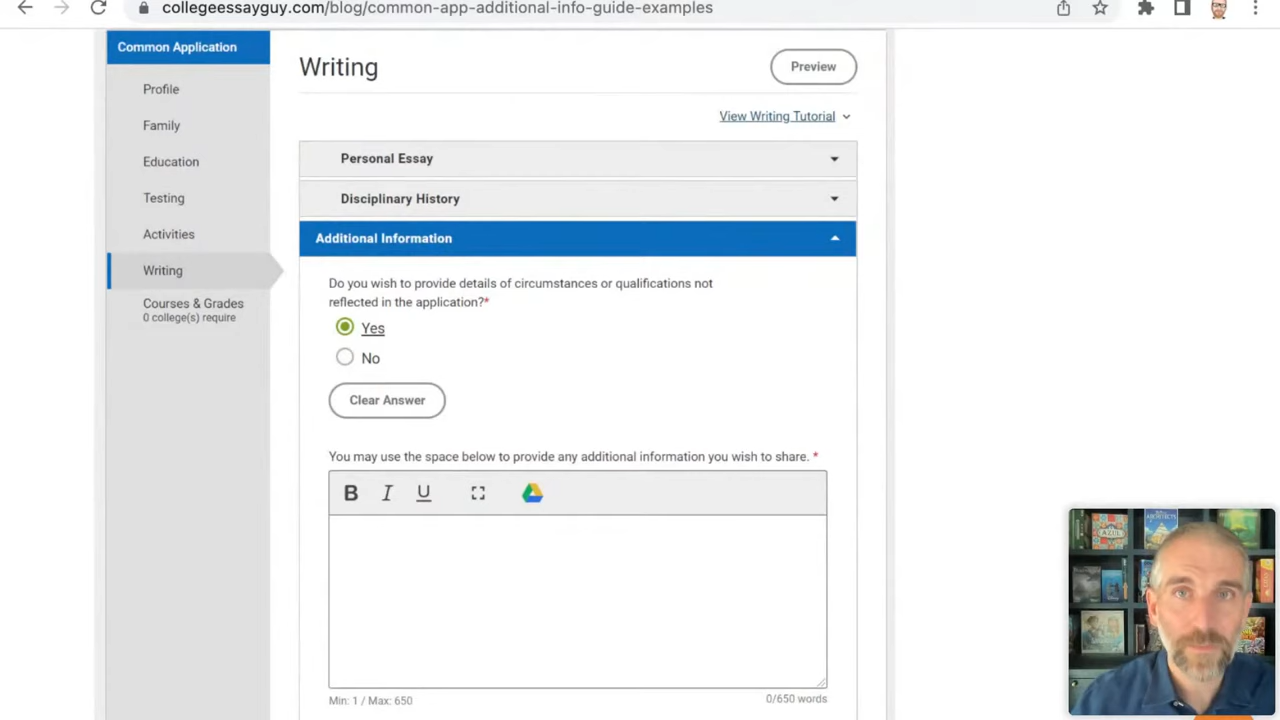 collegeessayguy.com/blog/common-app-additional-info-guide-examples
Common Application
Profile
Family
Education
Testing
Activities
Writing
Courses & Grades
0 college(s) require
Writing
Preview
View Writing Tutorial
Personal Essay
Disciplinary History
Additional Information
Do you wish to provide details of circumstances or qualifications not
reflected in the application?*
Yes
No
Clear Answer
You may use the space below to provide any additional information you wish to share. *
B I U
Min: 1 / Max: 650
0/650 words
AZUL
ARCHITECTS